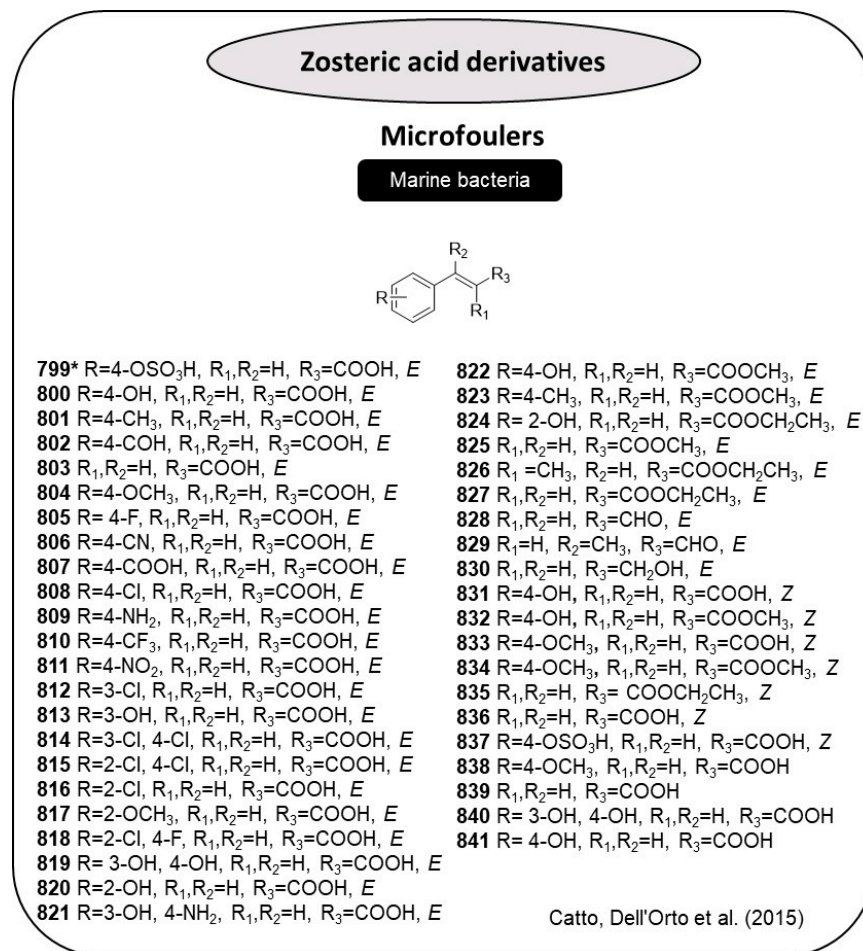 Zosteric acid derivatives
Microfoulers
Marine bacteria
R₂
R₃
R
R₁
799* R=4-OSO₃H, R₁,R₂=H, R₃=COOH, E
800 R=4-OH, R₁,R₂=H, R₃=COOH, E
801 R=4-CH₃, R₁,R₂=H, R₃=COOH, E
802 R=4-COH, R₁,R₂=H, R₃=COOH, E
803 R₁,R₂=H, R₃=COOH, E
804 R=4-OCH₃, R₁,R₂=H, R₃=COOH, E
805 R= 4-F, R₁,R₂=H, R₃=COOH, E
806 R=4-CN, R₁,R₂=H, R₃=COOH, E
807 R=4-COOH, R₁,R₂=H, R₃=COOH, E
808 R=4-Cl, R₁,R₂=H, R₃=COOH, E
809 R=4-NH₂, R₁,R₂=H, R₃=COOH, E
810 R=4-CF₃, R₁,R₂=H, R₃=COOH, E
811 R=4-NO₂, R₁,R₂=H, R₃=COOH, E
812 R=3-Cl, R₁,R₂=H, R₃=COOH, E
813 R=3-OH, R₁,R₂=H, R₃=COOH, E
814 R=3-Cl, 4-Cl, R₁,R₂=H, R₃=COOH, E
815 R=2-Cl, 4-Cl, R₁,R₂=H, R₃=COOH, E
816 R=2-Cl, R₁,R₂=H, R₃=COOH, E
817 R=2-OCH₃, R₁,R₂=H, R₃=COOH, E
818 R=2-Cl, 4-F, R₁,R₂=H, R₃=COOH, E
819 R= 3-OH, 4-OH, R₁,R₂=H, R₃=COOH, E
820 R=2-OH, R₁,R₂=H, R₃=COOH, E
821 R=3-OH, 4-NH₂, R₁,R₂=H, R₃=COOH, E
822 R=4-OH, R₁,R₂=H, R₃=COOCH₃, E
823 R=4-CH₃, R₁,R₂=H, R₃=COOCH₃, E
824 R= 2-OH, R₁,R₂=H, R₃=COOCH₂CH₃, E
825 R₁,R₂=H, R₃=COOCH₃, E
826 R₁ =CH₃, R₂=H, R₃=COOCH₂CH₃, E
827 R₁,R₂=H, R₃=COOCH₂CH₃, E
828 R₁,R₂=H, R₃=CHO, E
829 R₁=H, R₂=CH₃, R₃=CHO, E
830 R₁,R₂=H, R₃=CH₂OH, E
831 R=4-OH, R₁,R₂=H, R₃=COOH, Z
832 R=4-OH, R₁,R₂=H, R₃=COOCH₃, Z
833 R=4-OCH₃, R₁,R₂=H, R₃=COOH, Z
834 R=4-OCH₃, R₁,R₂=H, R₃=COOCH₃, Z
835 R₁,R₂=H, R₃= COOCH₂CH₃, Z
836 R₁,R₂=H, R₃=COOH, Z
837 R=4-OSO₃H, R₁,R₂=H, R₃=COOH, Z
838 R=4-OCH₃, R₁,R₂=H, R₃=COOH
839 R₁,R₂=H, R₃=COOH
840 R= 3-OH, 4-OH, R₁,R₂=H, R₃=COOH
841 R= 4-OH, R₁,R₂=H, R₃=COOH
Catto, Dell'Orto et al. (2015)